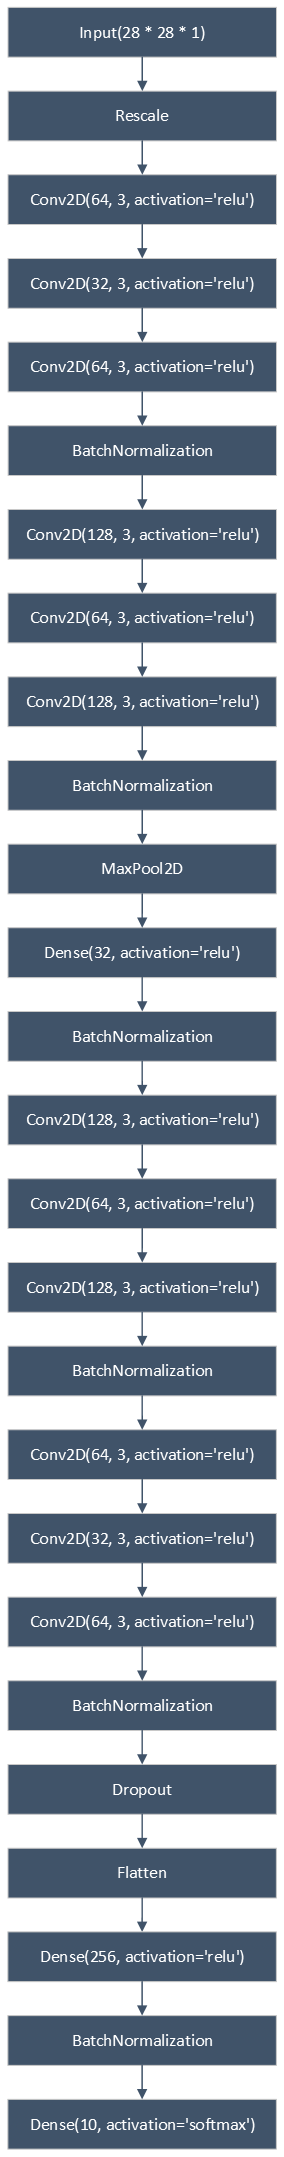 Input(28 * 28 * 1)
Rescale
Conv2D(64, 3, activation='relu')
Conv2D(32, 3, activation='relu')
Conv2D(64, 3, activation='relu')
BatchNormalization
Conv2D(128, 3, activation='relu')
Conv2D(64, 3, activation='relu')
Conv2D(128, 3, activation='relu')
BatchNormalization
MaxPool2D
Dense(32, activation='relu')
BatchNormalization
Conv2D(128, 3, activation='relu')
Conv2D(64, 3, activation='relu')
Conv2D(128, 3, activation='relu')
BatchNormalization
Conv2D(64, 3, activation='relu')
Conv2D(32, 3, activation='relu')
Conv2D(64, 3, activation='relu')
BatchNormalization
Dropout
Flatten
Dense(256, activation='relu')
BatchNormalization
Dense(10, activation='softmax')